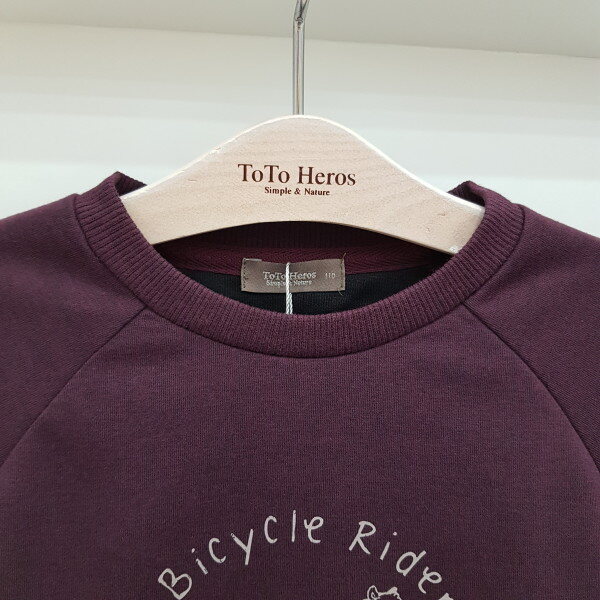 ToTo Heros
Simple & Nature
ToTo Heros 110
Simple & Nature
Bicycle Rider